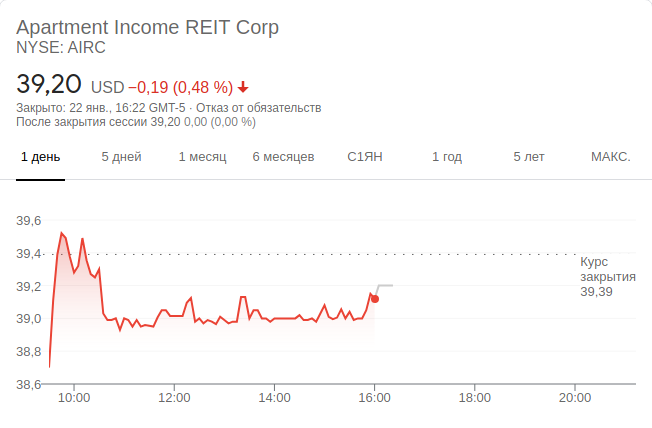 Apartment Income REIT Corp
NYSE: AIRC
39,20 USD −0,19 (0,48 %)
Закрыто: 22 янв., 16:22 GMT-5 · Отказ от обязательств
После закрытия сессии 39,20 0,00 (0,00 %)
1 день 5 дней 1 месяц 6 месяцев С1ЯН 1 год 5 лет МАКС.
39,6
39,4
Курс
закрытия
39,39
39,2
39,0
38,8
38,6
10:00 12:00 14:00 16:00 18:00 20:00